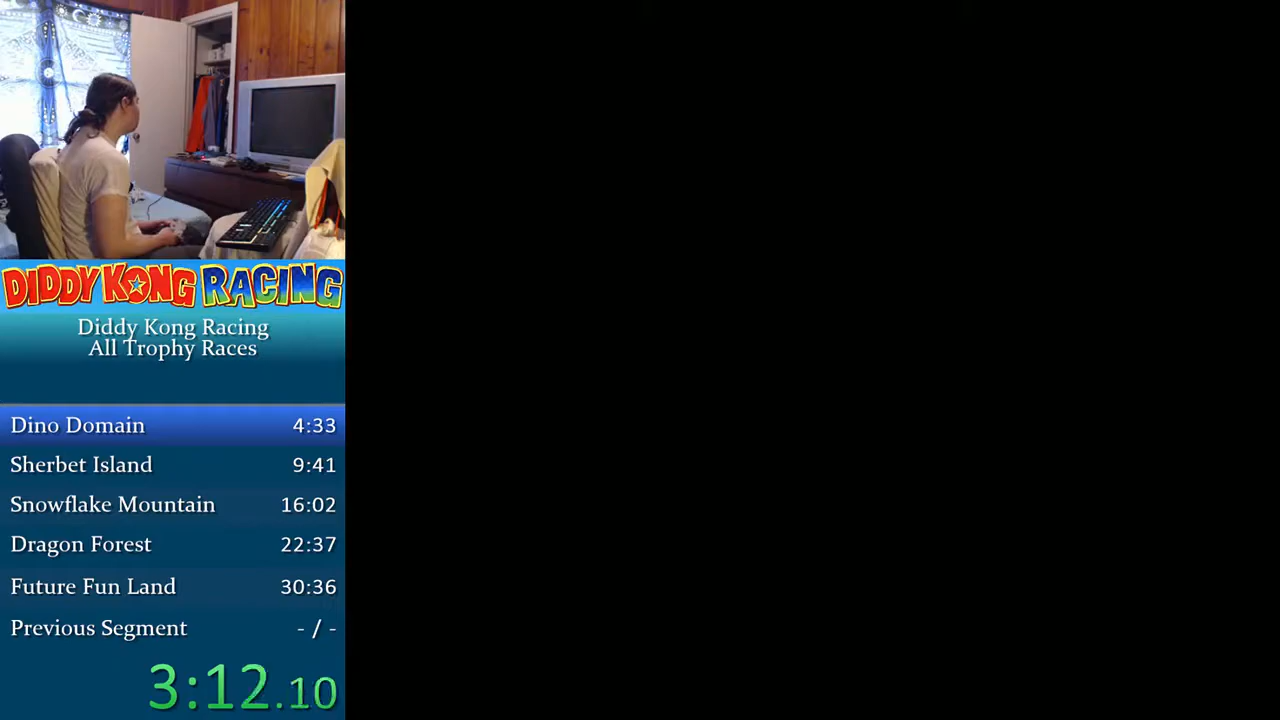 DIDDY KONG RACING
Diddy Kong Racing
All Trophy Races
Dino Domain 4:33
Sherbet Island 9:41
Snowflake Mountain 16:02
Dragon Forest 22:37
Future Fun Land 30:36
Previous Segment - / -
3:12.10